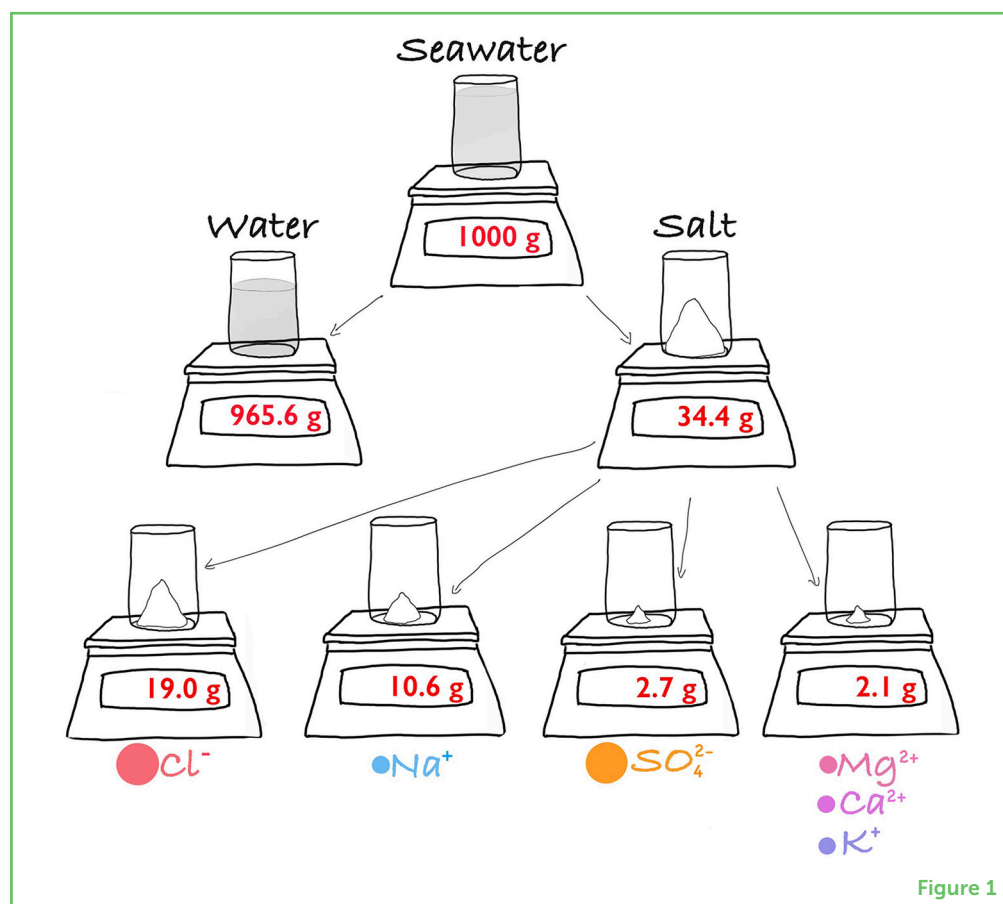 Seawater
1000 g
Water
965.6 g
Salt
34.4 g
19.0 g
Cl⁻
10.6 g
Na⁺
2.7 g
SO₄²⁻
2.1 g
Mg²⁺
Ca²⁺
K⁺
Figure 1